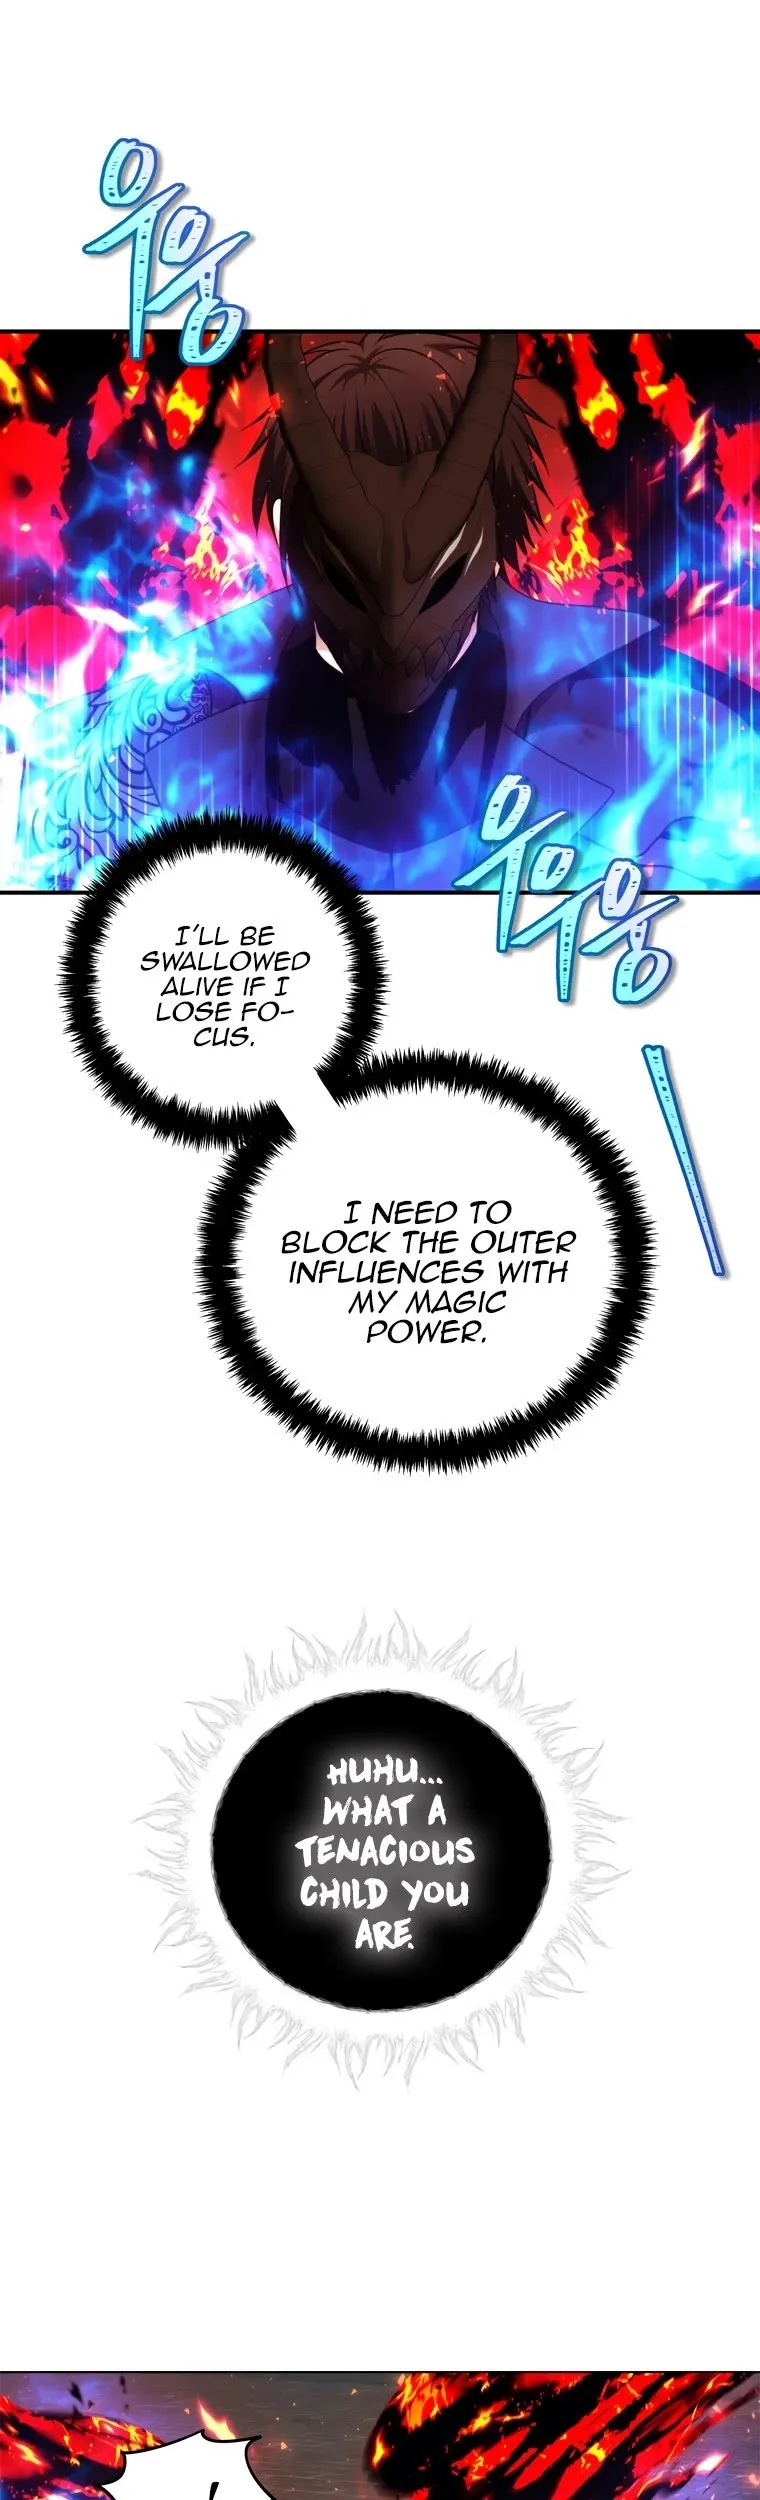 우웅
우우웅
I'LL BE
SWALLOWED
ALIVE IF I
LOSE FO-
CUS.
I NEED TO
BLOCK THE OUTER
INFLUENCES WITH
MY MAGIC
POWER.
HUHU...
WHAT A
TENACIOUS
CHILD YOU
ARE.